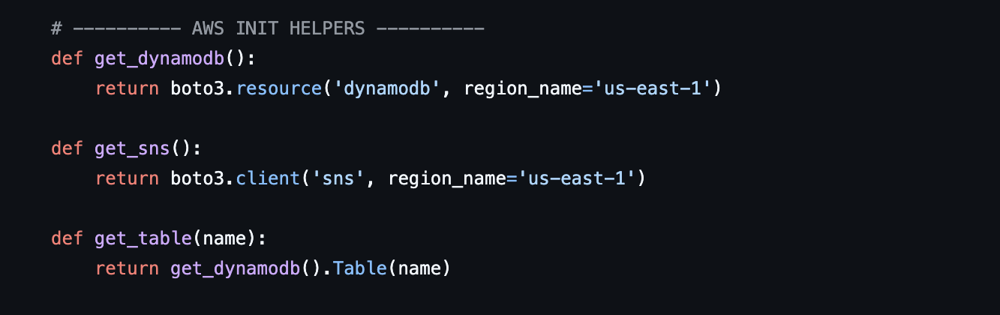 # ---------- AWS INIT HELPERS ----------
def get_dynamodb():
    return boto3.resource('dynamodb', region_name='us-east-1')

def get_sns():
    return boto3.client('sns', region_name='us-east-1')

def get_table(name):
    return get_dynamodb().Table(name)